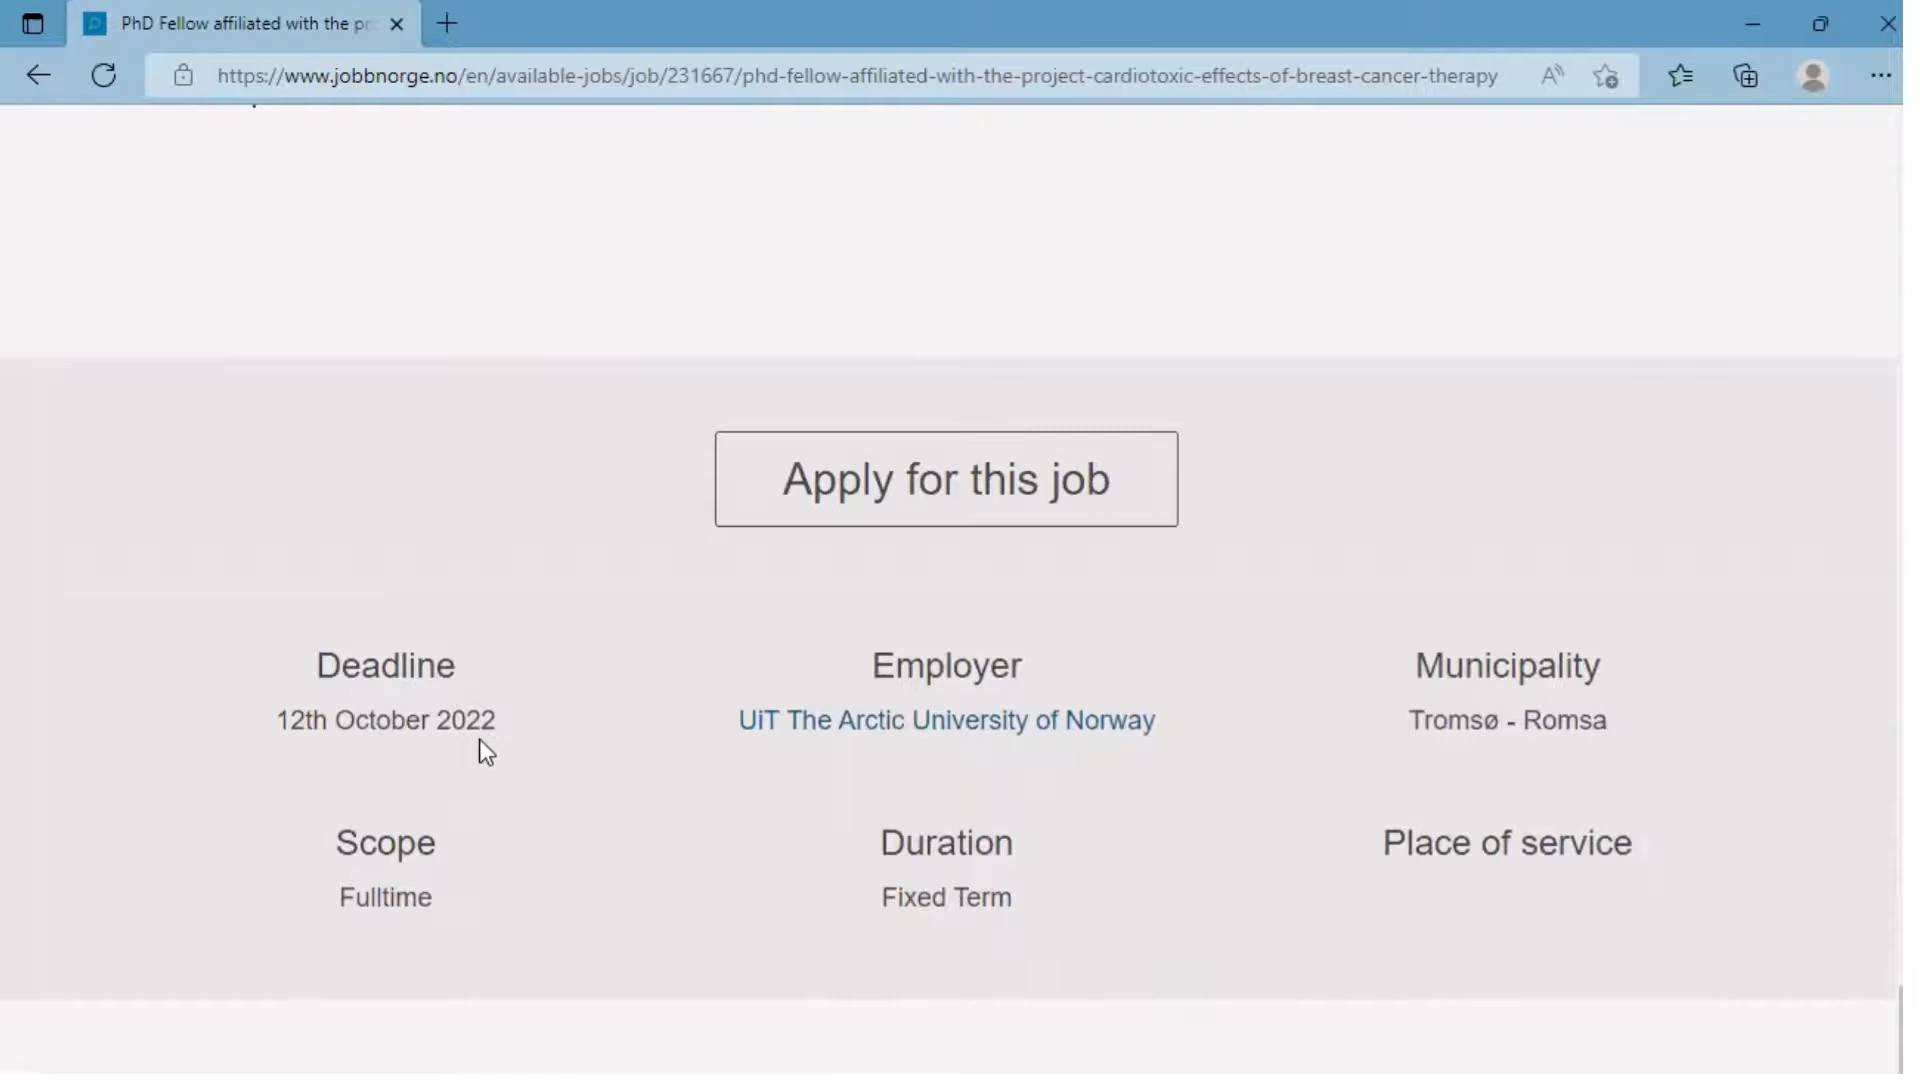 PhD Fellow affiliated with the pr
https://www.jobbnorge.no/en/available-jobs/job/231667/phd-fellow-affiliated-with-the-project-cardiotoxic-effects-of-breast-cancer-therapy
Apply for this job
Deadline
12th October 2022
Employer
UiT The Arctic University of Norway
Municipality
Tromsø - Romsa
Scope
Fulltime
Duration
Fixed Term
Place of service